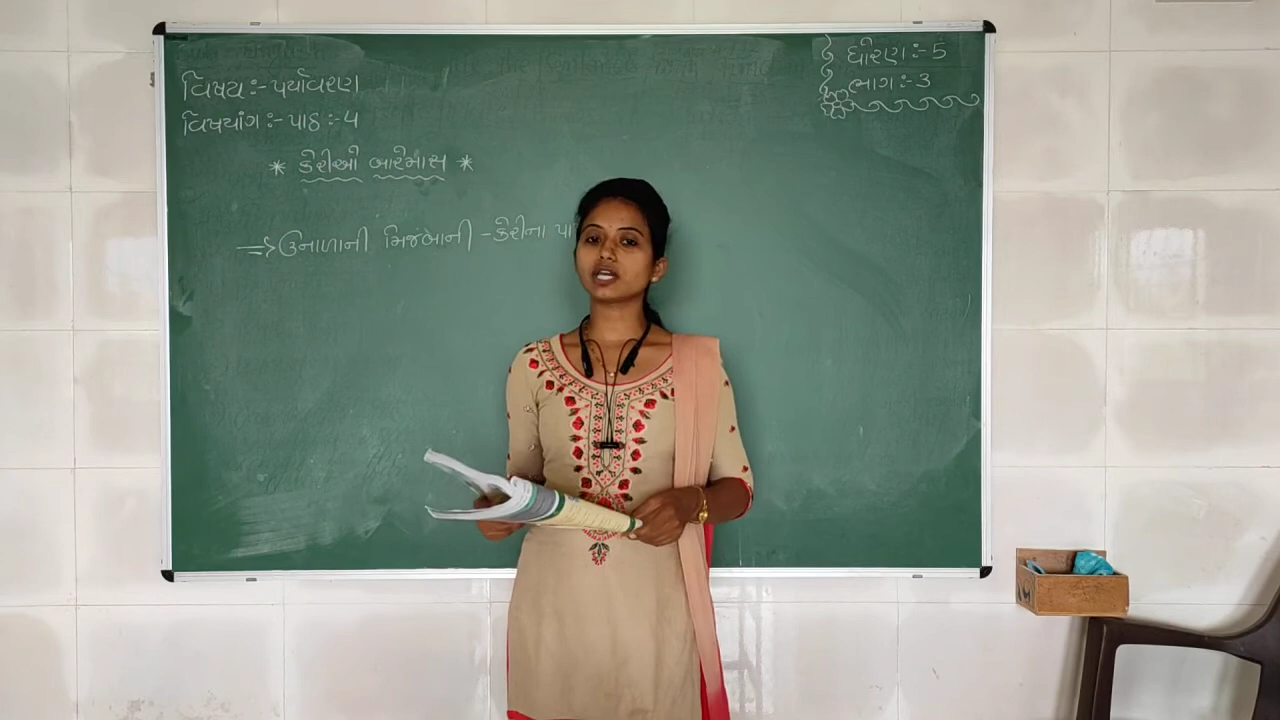 વિષય :- પર્યાવરણ
વિષયાંગ :- પાઠ :- 4
* કેરીઓ બારેમાસ *
⇒ ઉનાળાની મિજબાની - કેરીના પા
ધોરણ :- 5
ભાગ :- 3